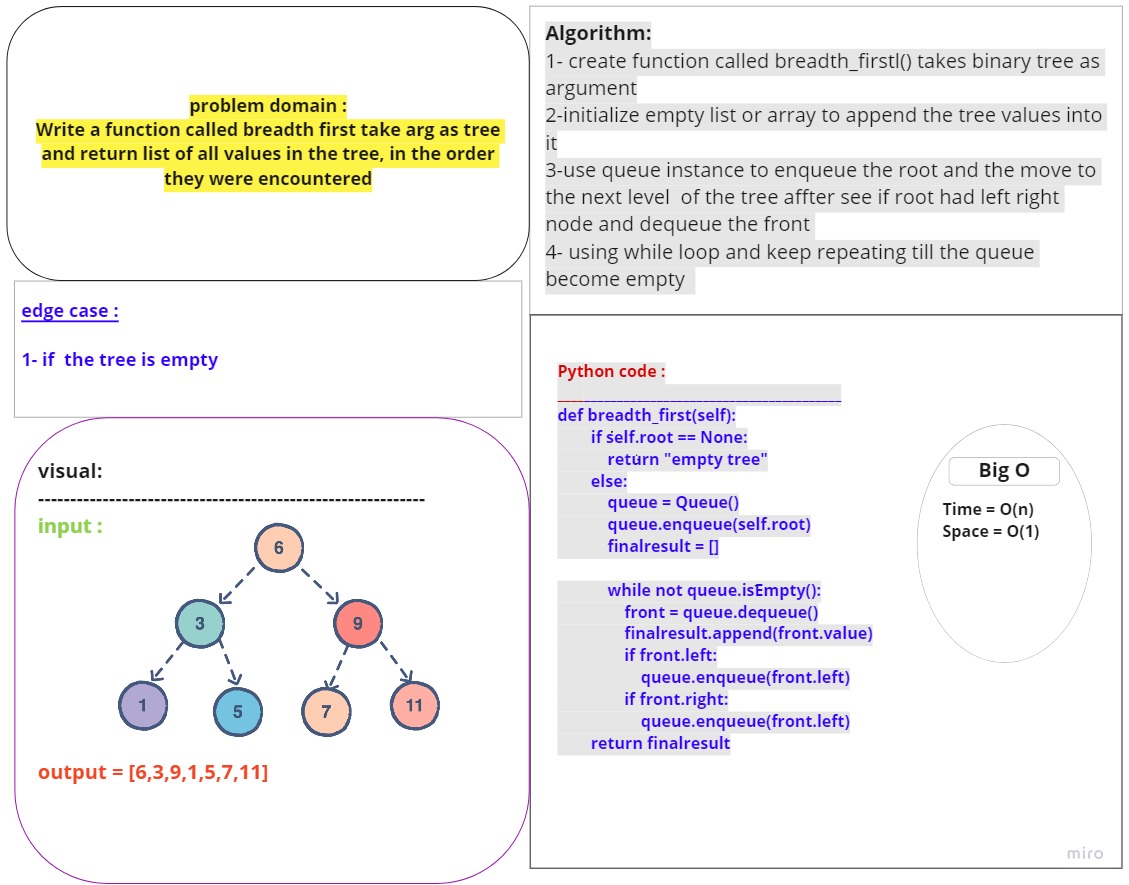 problem domain :
Write a function called breadth first take arg as tree
and return list of all values in the tree, in the order
they were encountered
edge case :
1- if the tree is empty
visual:
------------------------------------------------------------
input :
6
3
9
1
5
7
11
output = [6,3,9,1,5,7,11]
Algorithm:
1- create function called breadth_firstl() takes binary tree as
argument
2-initialize empty list or array to append the tree values into
it
3-use queue instance to enqueue the root and the move to
the next level of the tree affter see if root had left right
node and dequeue the front
4- using while loop and keep repeating till the queue
become empty
Python code :
________________________________________
def breadth_first(self):
if self.root == None:
return "empty tree"
else:
queue = Queue()
queue.enqueue(self.root)
finalresult = []
while not queue.isEmpty():
front = queue.dequeue()
finalresult.append(front.value)
if front.left:
queue.enqueue(front.left)
if front.right:
queue.enqueue(front.left)
return finalresult
Big O
Time = O(n)
Space = O(1)
miro